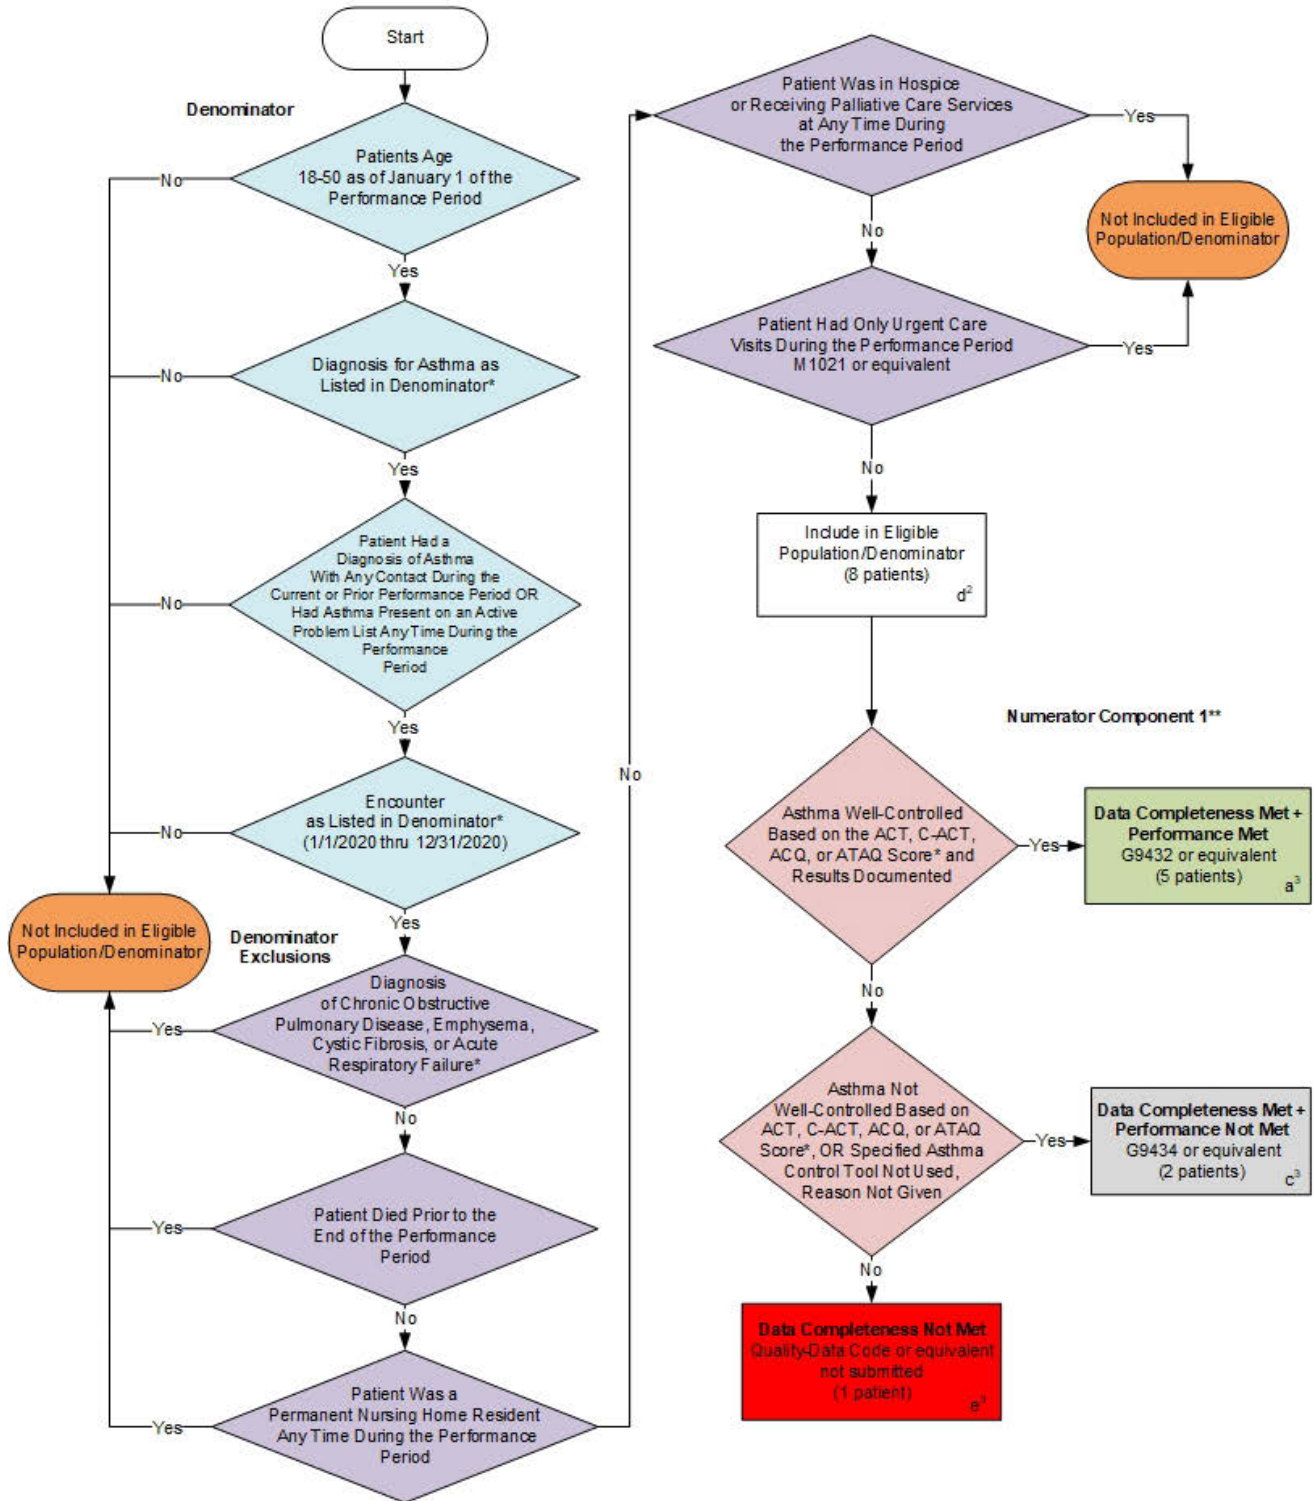 Start
Denominator
Patients Age
18-50 as of January 1 of the
Performance Period
No
Yes
Diagnosis for Asthma as
Listed in Denominator*
No
Yes
Patient Had a
Diagnosis of Asthma
With Any Contact During the
Current or Prior Performance Period OR
Had Asthma Present on an Active
Problem List Any Time During the
Performance
Period
No
Yes
Encounter
as Listed in Denominator*
(1/1/2020 thru 12/31/2020)
No
Yes
Not Included in Eligible
Population/Denominator
Denominator
Exclusions
Diagnosis
of Chronic Obstructive
Pulmonary Disease, Emphysema,
Cystic Fibrosis, or Acute
Respiratory Failure*
Yes
No
Patient Died Prior to the
End of the Performance
Period
Yes
No
Patient Was a
Permanent Nursing Home Resident
Any Time During the Performance
Period
Yes
No
Patient Was in Hospice
or Receiving Palliative Care Services
at Any Time During
the Performance Period
Yes
No
Not Included in Eligible
Population/Denominator
Patient Had Only Urgent Care
Visits During the Performance Period
M1021 or equivalent
Yes
No
Include in Eligible
Population/Denominator
(8 patients)
d²
Numerator Component 1**
Asthma Well-Controlled
Based on the ACT, C-ACT,
ACQ, or ATAQ Score* and
Results Documented
Yes
Data Completeness Met +
Performance Met
G9432 or equivalent
(5 patients)
a³
No
Asthma Not
Well-Controlled Based on
ACT, C-ACT, ACQ, or ATAQ
Score*, OR Specified Asthma
Control Tool Not Used,
Reason Not Given
Yes
Data Completeness Met +
Performance Not Met
G9434 or equivalent
(2 patients)
c³
No
Data Completeness Not Met
Quality-Data Code or equivalent
not submitted
(1 patient)